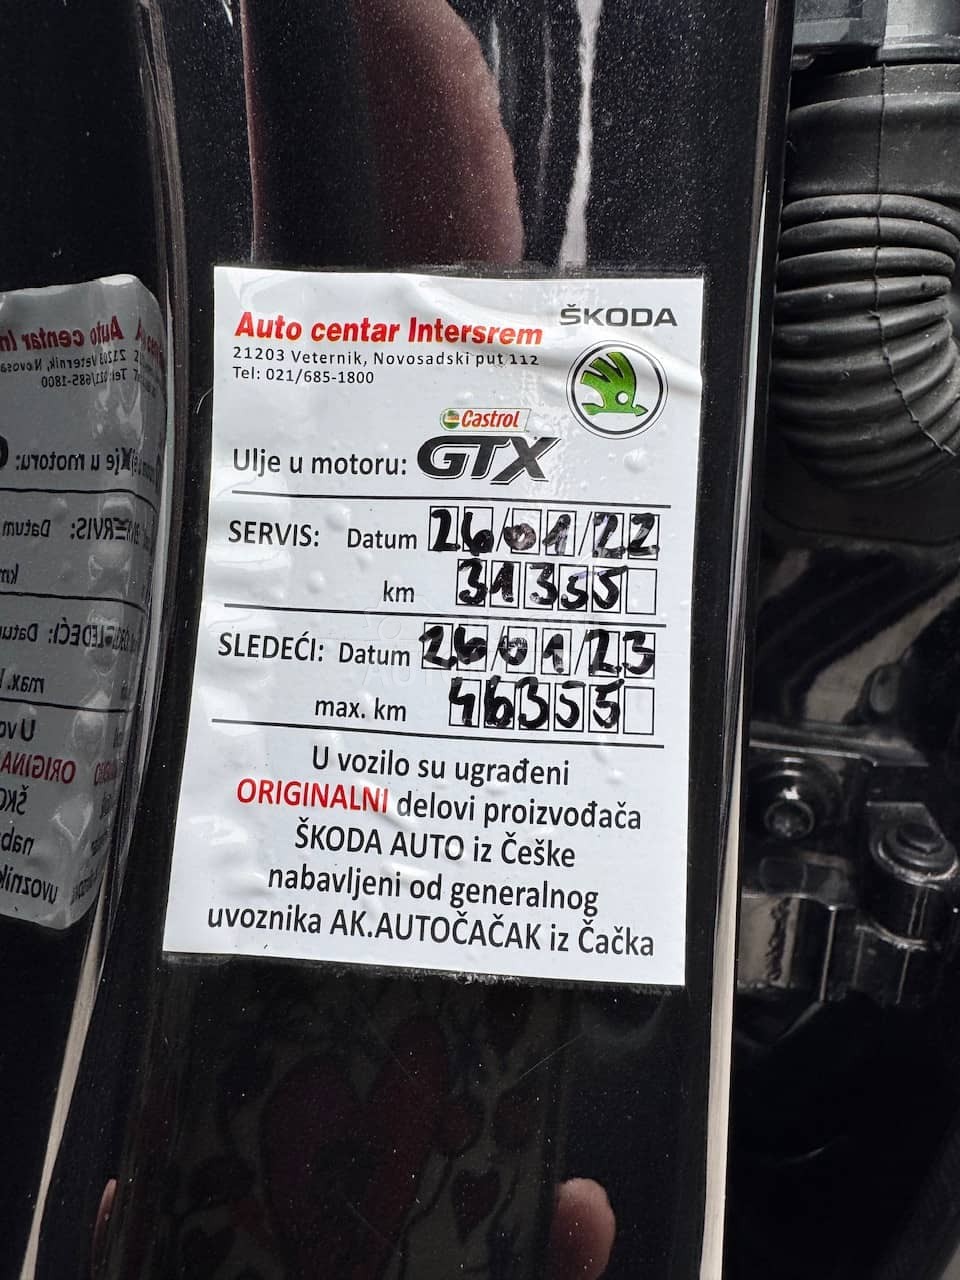 Auto centar Intersrem
ŠKODA
21203 Veternik, Novosadski put 112
Tel: 021/685-1800
Castrol
Ulje u motoru: GTX
SERVIS: Datum 26/01/22
km 31355
SLEDEĆI: Datum 26/01/23
max. km 46355
U vozilo su ugrađeni
ORIGINALNI delovi proizvođača
ŠKODA AUTO iz Češke
nabavljeni od generalnog
uvoznika AK.AUTOČAČAK iz Čačka